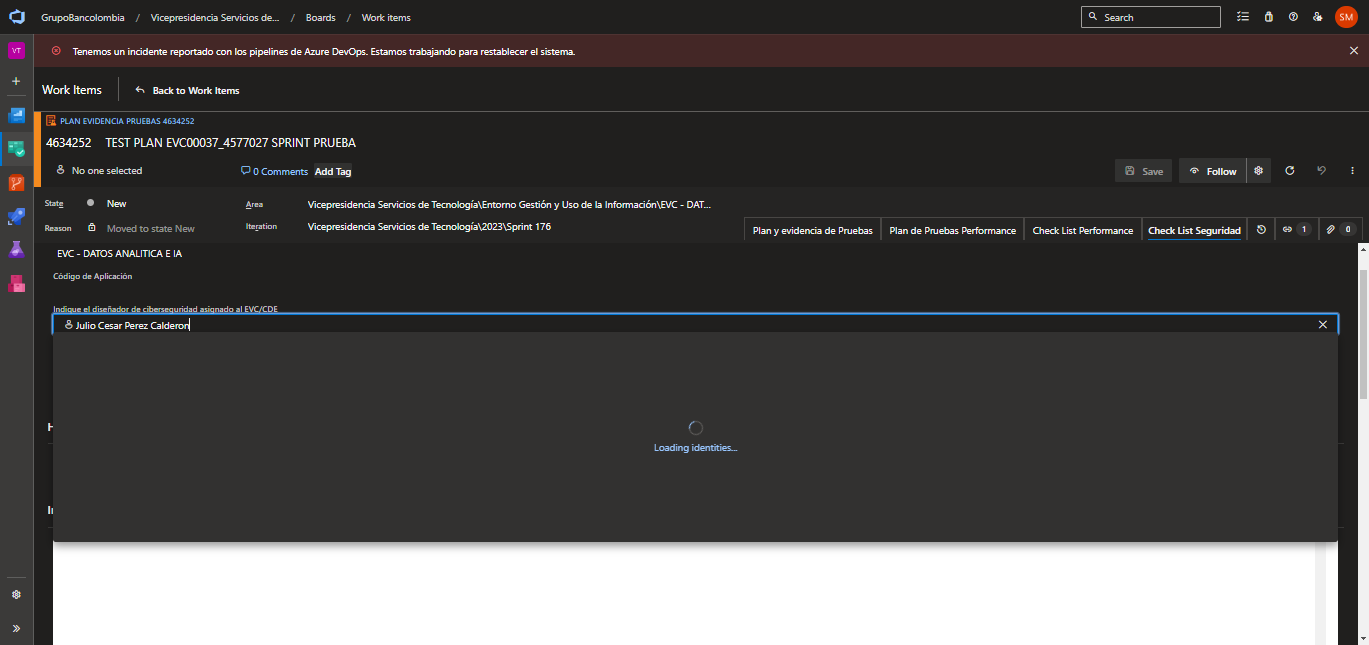 GrupoBancolombia / Vicepresidencia Servicios de... / Boards / Work items
Search
SM
VT
Tenemos un incidente reportado con los pipelines de Azure DevOps. Estamos trabajando para restablecer el sistema.
Work Items
Back to Work Items
PLAN EVIDENCIA PRUEBAS 4634252
4634252 TEST PLAN EVC00037_4577027 SPRINT PRUEBA
No one selected
0 Comments
Add Tag
Save
Follow
State
New
Area
Vicepresidencia Servicios de Tecnología\Entorno Gestión y Uso de la Información\EVC - DAT...
Reason
Moved to state New
Iteration
Vicepresidencia Servicios de Tecnología\2023\Sprint 176
Plan y evidencia de Pruebas
Plan de Pruebas Performance
Check List Performance
Check List Seguridad
1
0
EVC - DATOS ANALITICA E IA
Código de Aplicación
Indique el diseñador de ciberseguridad asignado al EVC/CDE
Julio Cesar Perez Calderon
Loading identities...